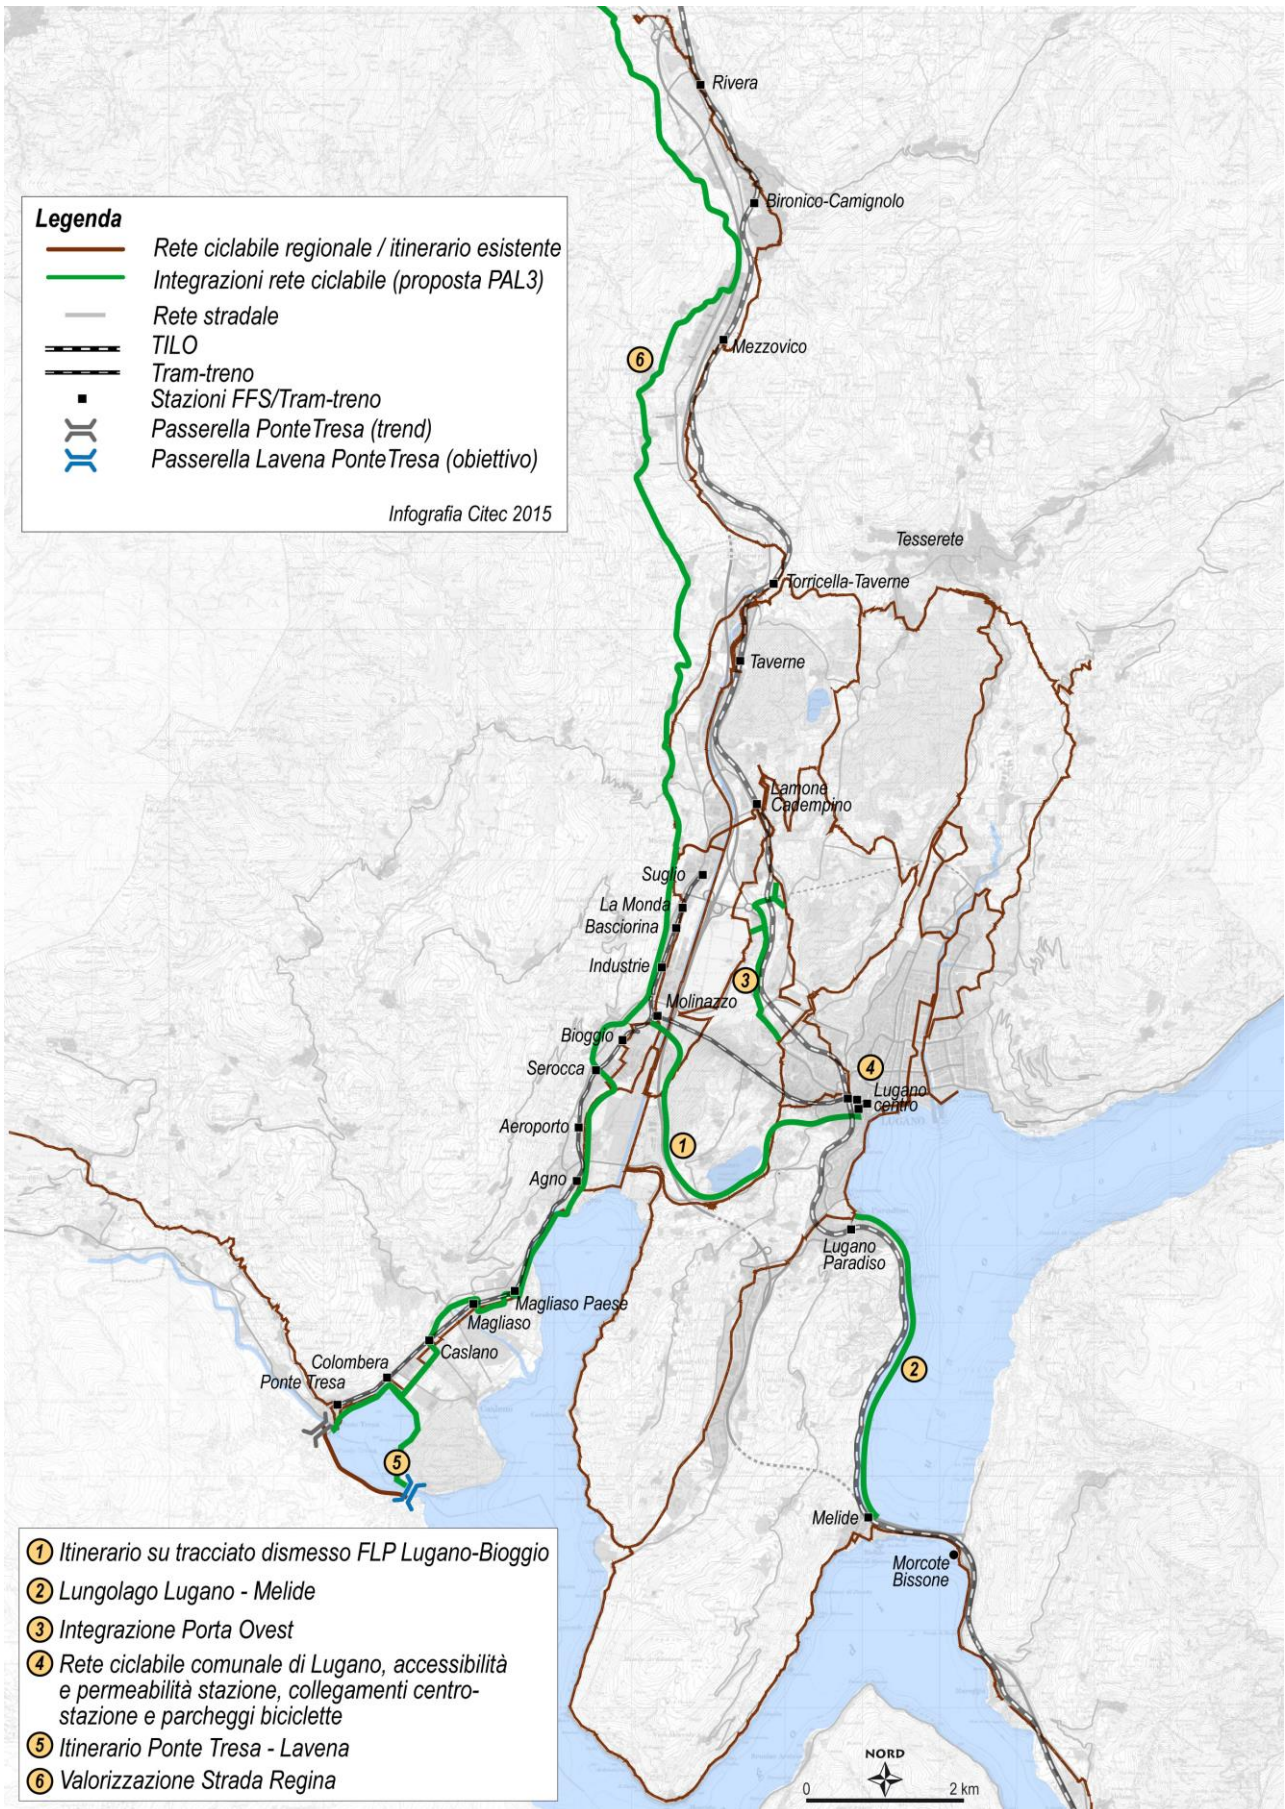 Rivera
Bironico-Camignolo
Legenda
Rete ciclabile regionale / itinerario esistente
Integrazioni rete ciclabile (proposta PAL3)
Rete stradale
TILO
Tram-treno
Stazioni FFS/Tram-treno
Passerella PonteTresa (trend)
Passerella Lavena PonteTresa (obiettivo)
Infografia Citec 2015
6
Mezzovico
Tesserete
Torricella-Taverne
Taverne
Lamone
Cadempino
Suglio
La Monda
Basciorina
Industrie
3
Molinazzo
Bioggio
Serocca
4
Lugano
centro
LUGANO
Aeroporto
1
Agno
Lugano
Paradiso
Magliaso Paese
Magliaso
Caslano
Colombera
Ponte Tresa
2
5
Melide
Morcote
Bissone
1 Itinerario su tracciato dismesso FLP Lugano-Bioggio
2 Lungolago Lugano - Melide
3 Integrazione Porta Ovest
4 Rete ciclabile comunale di Lugano, accessibilità
e permeabilità stazione, collegamenti centro-
stazione e parcheggi biciclette
5 Itinerario Ponte Tresa - Lavena
6 Valorizzazione Strada Regina
NORD
0 2 km